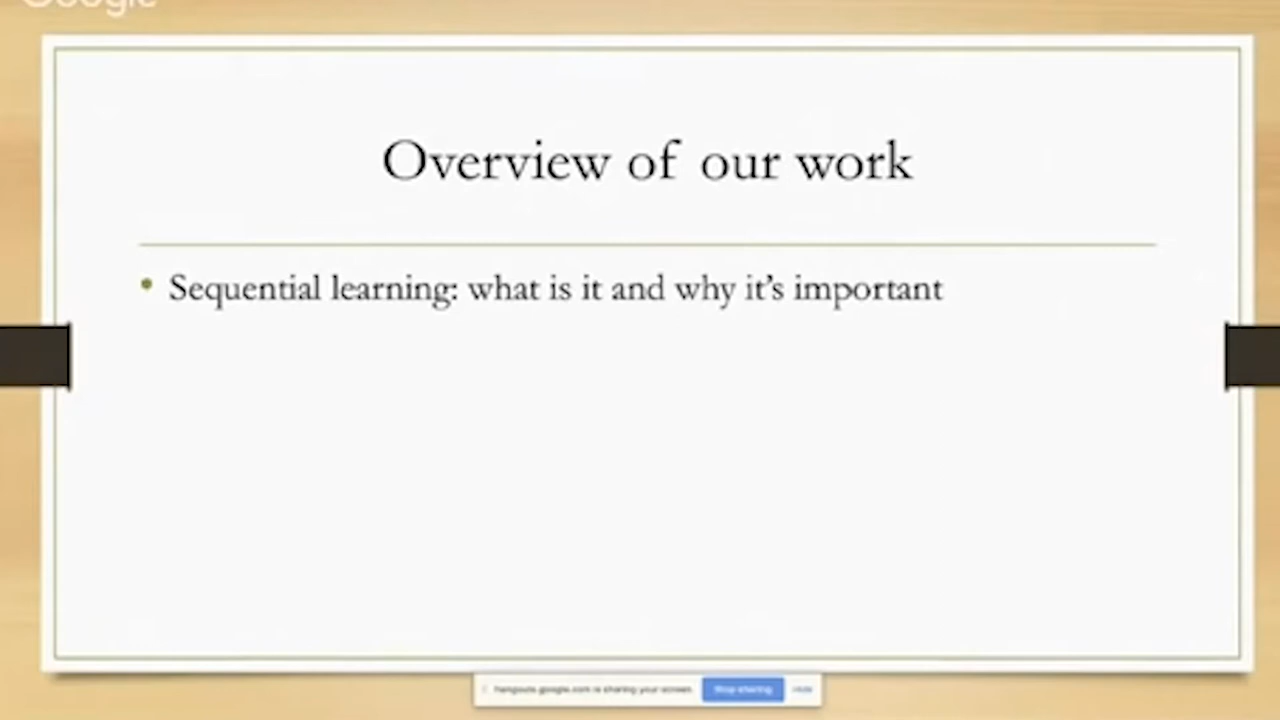 Google
Overview of our work
• Sequential learning: what is it and why it's important
hangouts.google.com is sharing your screen. Stop sharing Hide